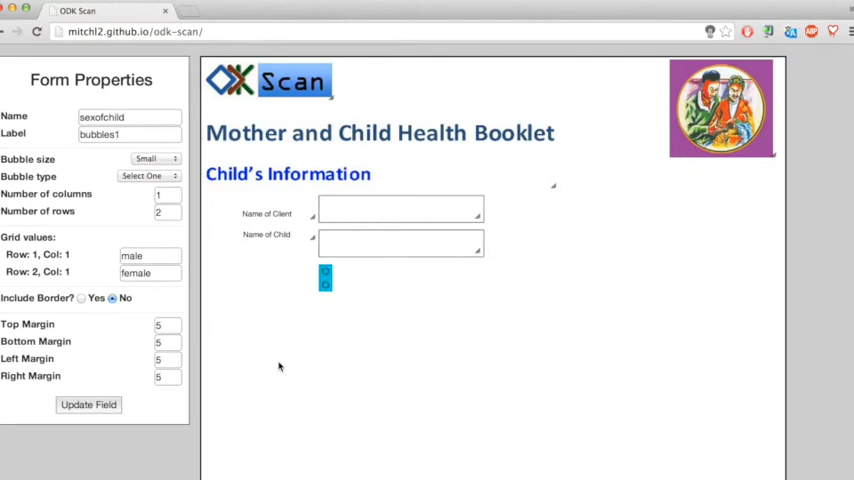 ODK Scan
mitchl2.github.io/odk-scan/
Form Properties
Name sexofchild
Label bubbles1
Bubble size Small
Bubble type Select One
Number of columns 1
Number of rows 2
Grid values:
Row: 1, Col: 1 male
Row: 2, Col: 1 female
Include Border? Yes No
Top Margin 5
Bottom Margin 5
Left Margin 5
Right Margin 5
Update Field
ODK Scan
Mother and Child Health Booklet
Child's Information
Name of Client
Name of Child
ABP